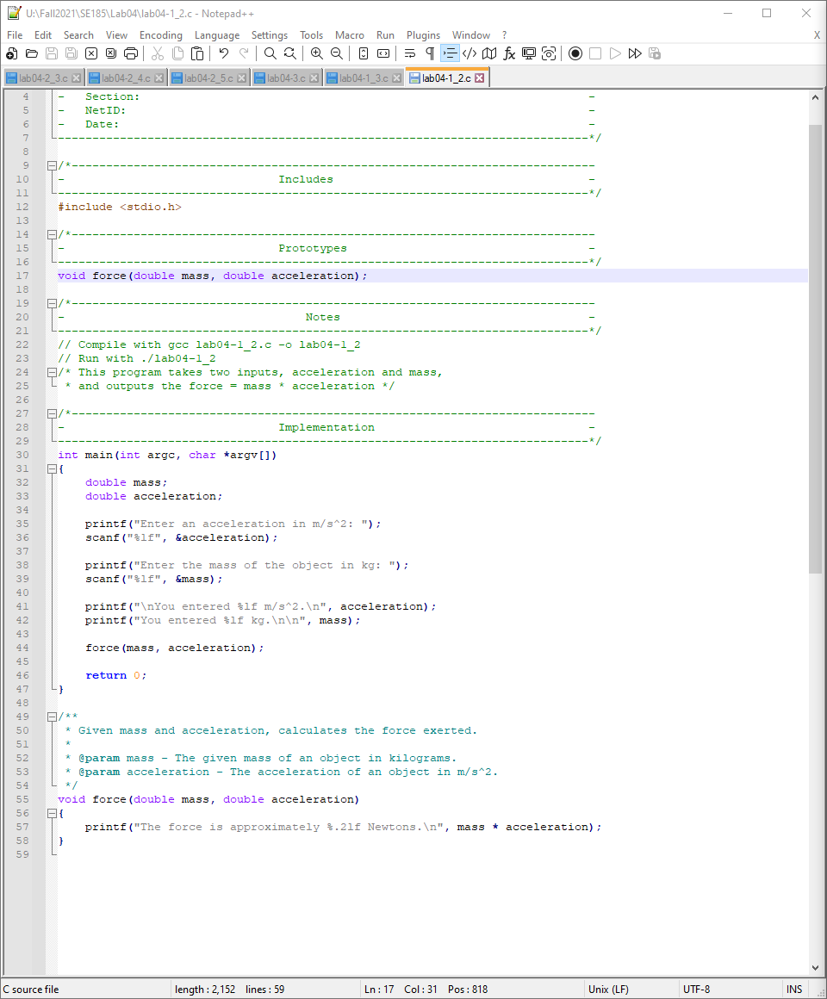 U:\Fall2021\SE185\Lab04\lab04-1_2.c - Notepad++
File Edit Search View Encoding Language Settings Tools Macro Run Plugins Window ? X
lab04-2_3.c lab04-2_4.c lab04-2_5.c lab04-3.c lab04-1_3.c lab04-1_2.c
4 - Section: -
5 - NetID: -
6 - Date: -
7 -----------------------------------------------------------------------------*/
8
9 /*-----------------------------------------------------------------------------
10 - Includes -
11 -----------------------------------------------------------------------------*/
12 #include <stdio.h>
13
14 /*-----------------------------------------------------------------------------
15 - Prototypes -
16 -----------------------------------------------------------------------------*/
17 void force(double mass, double acceleration);
18
19 /*-----------------------------------------------------------------------------
20 - Notes -
21 -----------------------------------------------------------------------------*/
22 // Compile with gcc lab04-1_2.c -o lab04-1_2
23 // Run with ./lab04-1_2
24 /* This program takes two inputs, acceleration and mass,
25 * and outputs the force = mass * acceleration */
26
27 /*-----------------------------------------------------------------------------
28 - Implementation -
29 -----------------------------------------------------------------------------*/
30 int main(int argc, char *argv[])
31 {
32 double mass;
33 double acceleration;
34
35 printf("Enter an acceleration in m/s^2: ");
36 scanf("%lf", &acceleration);
37
38 printf("Enter the mass of the object in kg: ");
39 scanf("%lf", &mass);
40
41 printf("\nYou entered %lf m/s^2.\n", acceleration);
42 printf("You entered %lf kg.\n\n", mass);
43
44 force(mass, acceleration);
45
46 return 0;
47 }
48
49 /**
50 * Given mass and acceleration, calculates the force exerted.
51 *
52 * @param mass - The given mass of an object in kilograms.
53 * @param acceleration - The acceleration of an object in m/s^2.
54 */
55 void force(double mass, double acceleration)
56 {
57 printf("The force is approximately %.2lf Newtons.\n", mass * acceleration);
58 }
59
C source file length : 2,152 lines : 59 Ln : 17 Col : 31 Pos : 818 Unix (LF) UTF-8 INS